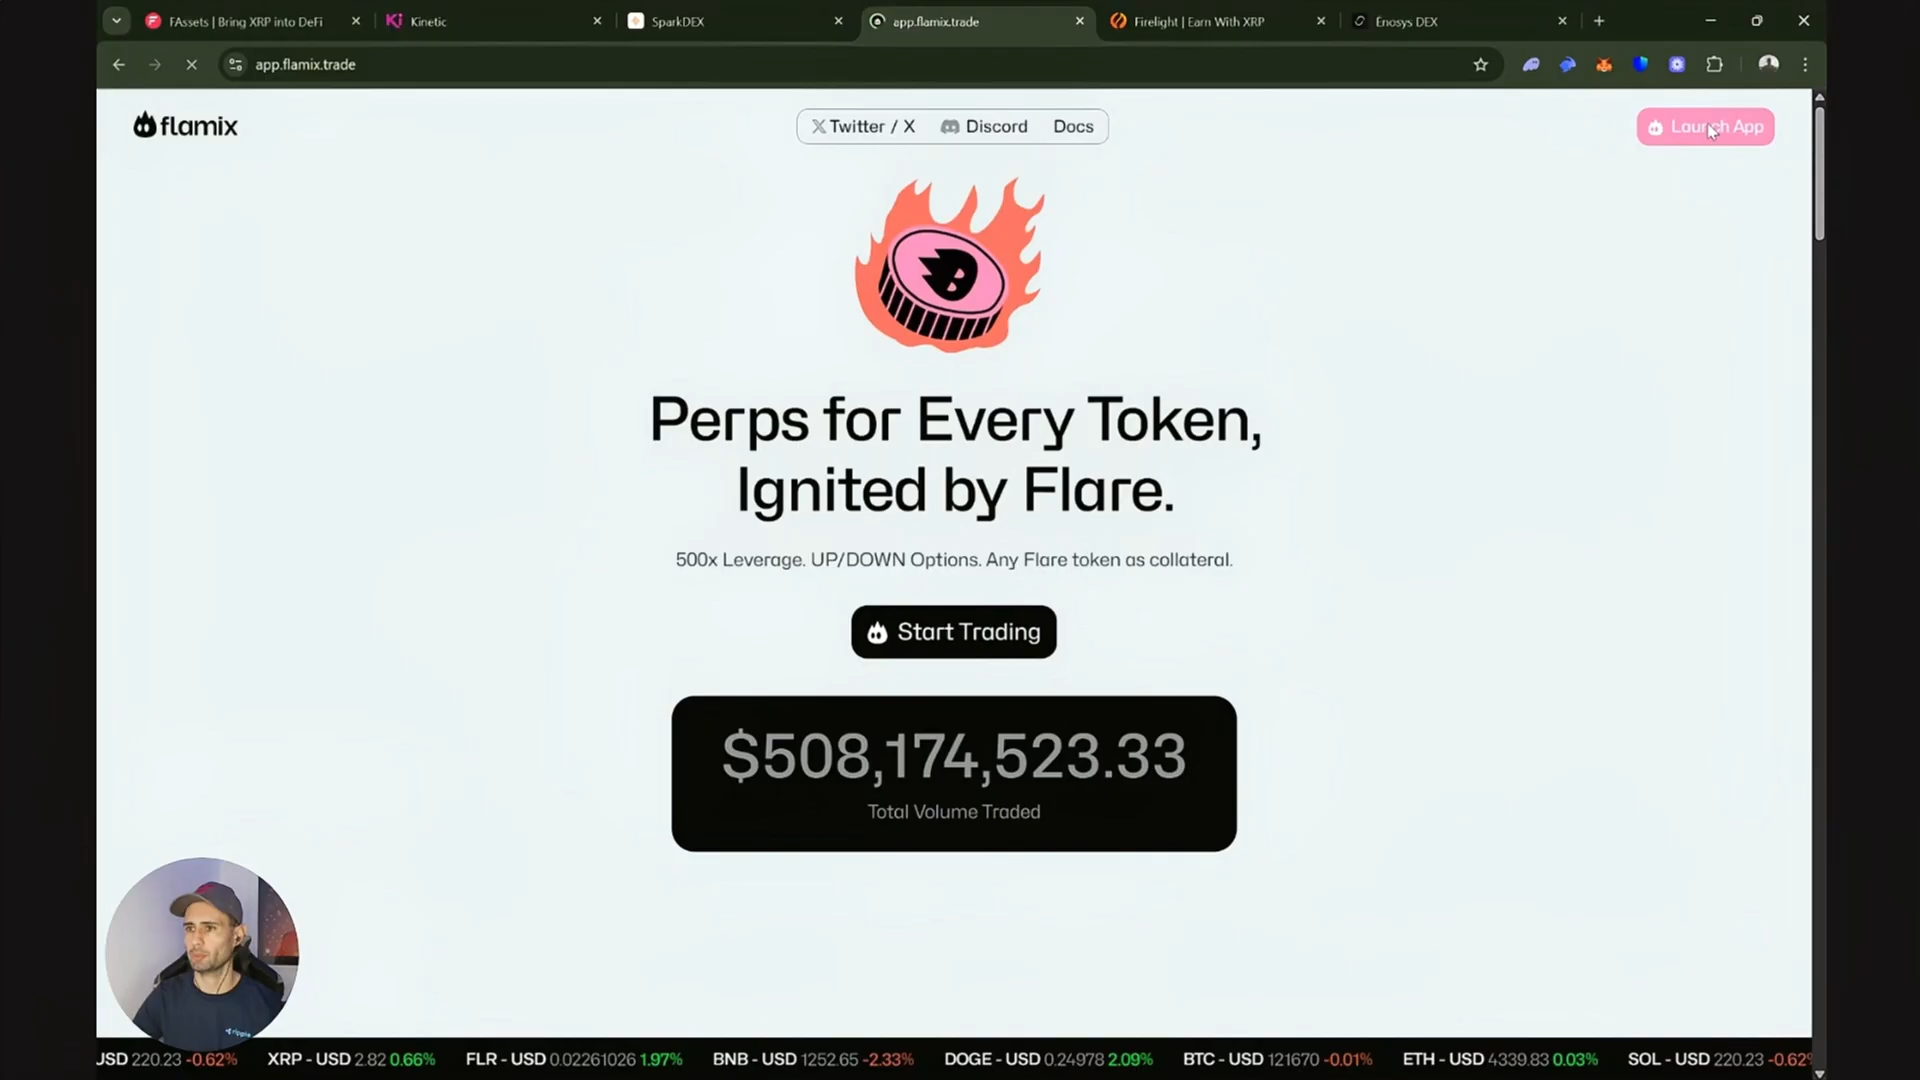 FAssets | Bring XRP into DeFi
Kinetic
SparkDEX
app.flamix.trade
Firelight | Earn With XRP
Enosys DEX
app.flamix.trade
flamix
Twitter / X
Discord
Docs
Launch App
Perps for Every Token,
Ignited by Flare.
500x Leverage. UP/DOWN Options. Any Flare token as collateral.
Start Trading
$508,174,523.33
Total Volume Traded
ripple
USD 220.23 -0.62% XRP - USD 2.82 0.66% FLR - USD 0.02261026 1.97% BNB - USD 1252.65 -2.33% DOGE - USD 0.24978 2.09% BTC - USD 121670 -0.01% ETH - USD 4339.83 0.03% SOL - USD 220.23 -0.62%